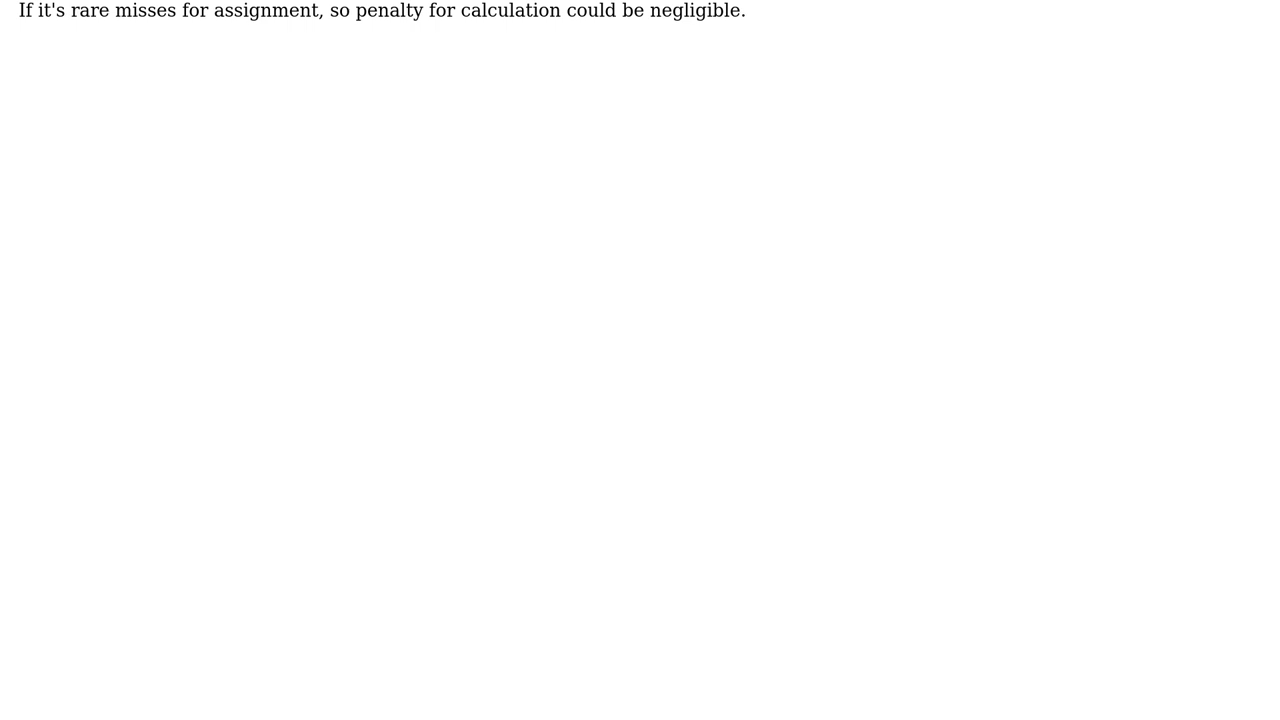 If it's rare misses for assignment, so penalty for calculation could be negligible.